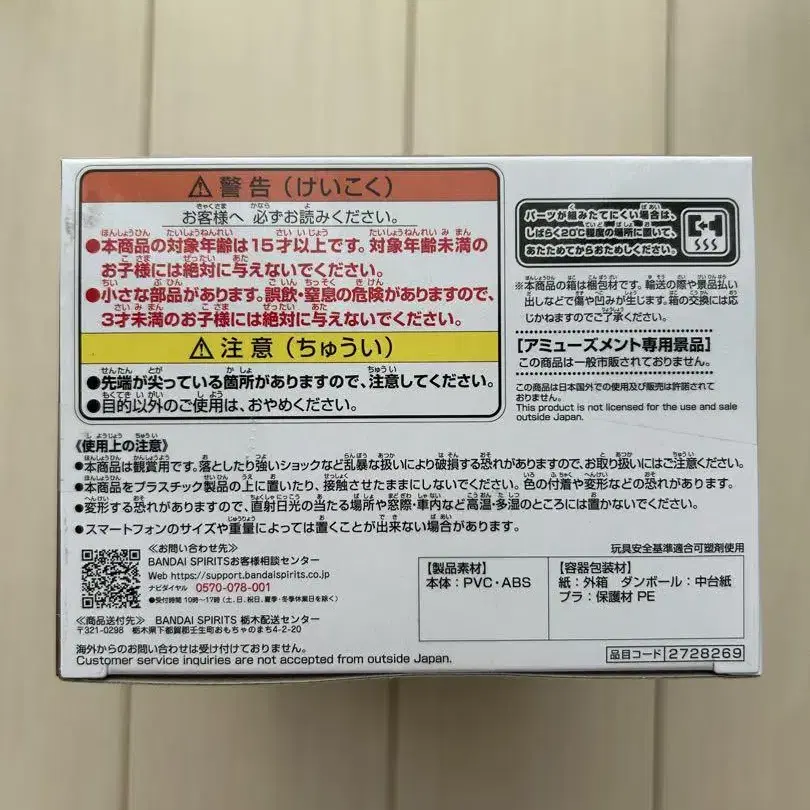 ⚠警告(けいこく)
お客様へ 必ずお読みください。
●本商品の対象年齢は15才以上です。対象年齢未満の
お子様には絶対に与えないでください。
●小さな部品があります。誤飲・窒息の危険がありますので、
3才未満のお子様には絶対に与えないでください。
⚠注意(ちゅうい)
●先端が尖っている箇所がありますので、注意してください。
●目的以外のご使用は、おやめください。
パーツが組みたてにくい場合は、
しばらく20℃程度の場所に置いて、
あたためてからおためしください。
※本商品の箱は梱包材です。輸送の際や景品払い
出しなどで傷や凹みが生じます。箱の交換には応
じかねますのでご了承ください。
【アミューズメント専用景品】
この商品は一般市販されておりません。
この商品は日本国外での使用及び販売は許諾されて
おりません。
This product is not licensed for the use and sale
outside Japan.
《使用上の注意》
●本商品は観賞用です。落としたり強いショックなど乱暴な扱いにより破損する恐れがありますので、お取り扱いにはご注意ください。
●本商品をプラスチック製品の上に置いたり、接触させたままにしないでください。色の付着や変形などの恐れがあります。
●変形する恐れがありますので、直射日光の当たる場所や窓際・車内など高温・多湿のところには置かないでください。
●スマートフォンのサイズや重量によっては置くことが出来ない場合があります。
≪お問い合わせ先≫
BANDAI SPIRITSお客様相談センター
Web https://support.bandaispirits.co.jp
ナビダイヤル 0570-078-001
●受付時間 10時~17時(土、日、祝日、夏季・冬季休業日を除く)
≪商品送付先≫ BANDAI SPIRITS 栃木配送センター
〒321-0298 栃木県下都賀郡壬生町おもちゃのまち4-2-20
海外からのお問い合わせは受け付けておりません。
Customer service inquiries are not accepted from outside Japan.
玩具安全基準適合可塑剤使用
【製品素材】
本体:PVC・ABS
【容器包装材】
紙:外箱 ダンボール:中台紙
プラ:保護材 PE
品目コード 2728269